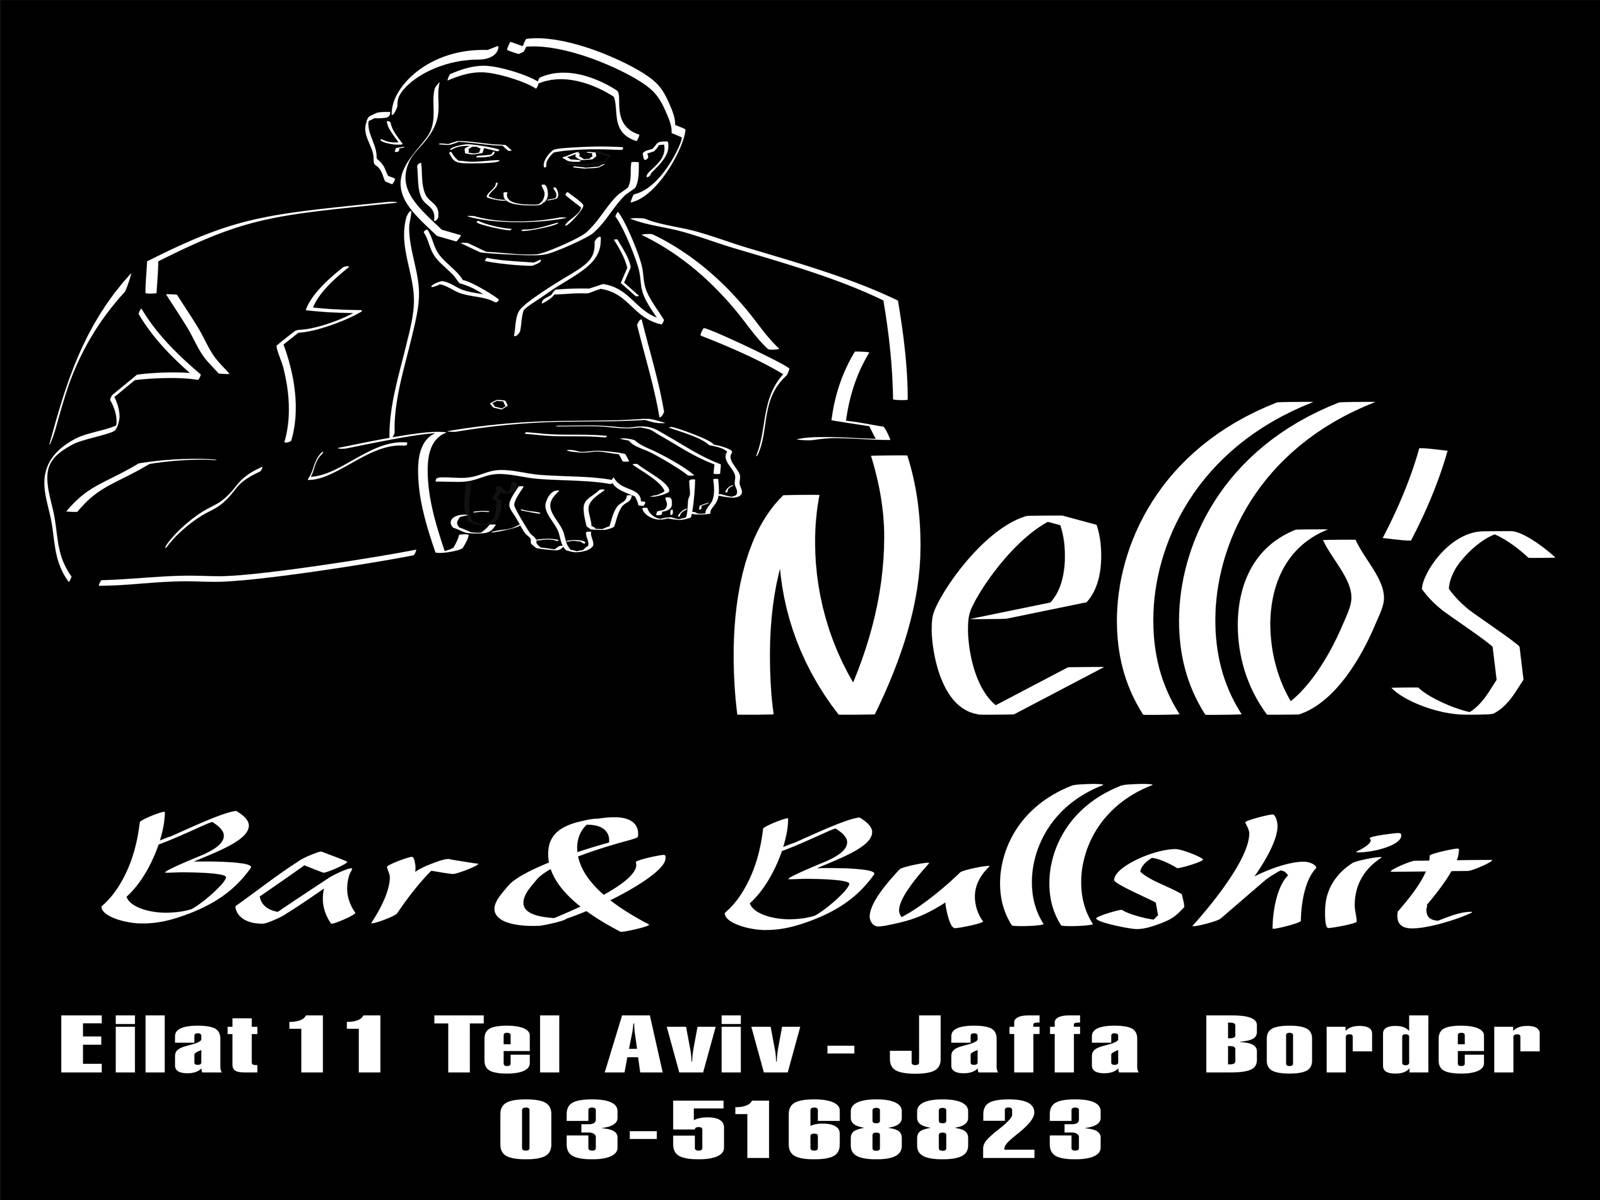 Nello's
Bar & Bullshit
Eilat 11 Tel Aviv - Jaffa Border
03-5168823